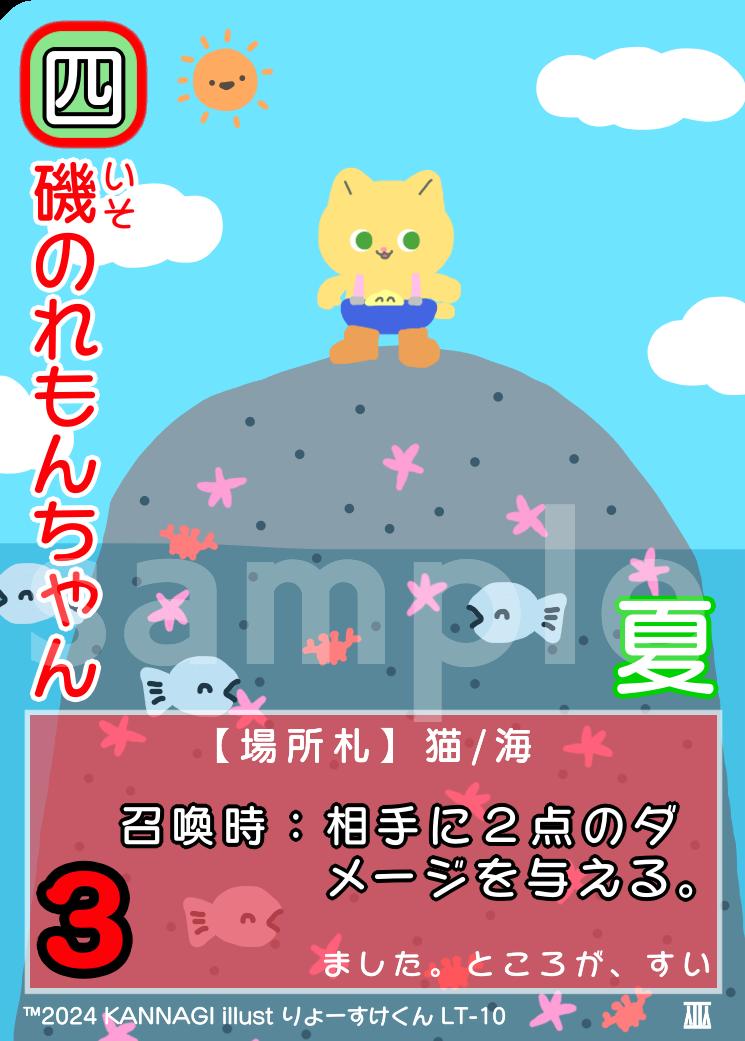 四
磯のれもんちゃん
いそ
sample
夏
【場所札】猫/海
召喚時：相手に２点のダ
メージを与える。
3
ました。ところが、すい
™2024 KANNAGI illust りょーすけくん LT-10